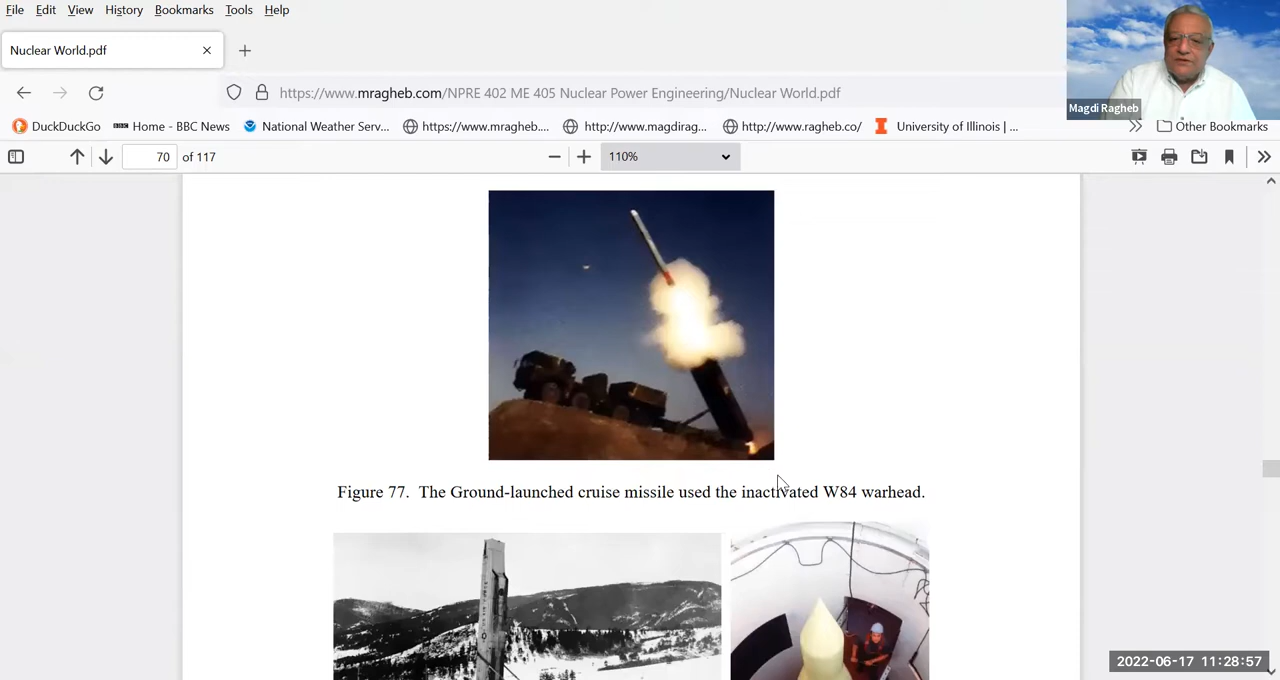 File Edit View History Bookmarks Tools Help
Nuclear World.pdf
https://www.mragheb.com/NPRE 402 ME 405 Nuclear Power Engineering/Nuclear World.pdf
Magdi Ragheb
DuckDuckGo BBC Home - BBC News National Weather Serv... https://www.mragheb.... http://www.magdirag... http://www.ragheb.co/ I University of Illinois | ... Other Bookmarks
70 of 117 110%
Figure 77. The Ground-launched cruise missile used the inactivated W84 warhead.
2022-06-17 11:28:57